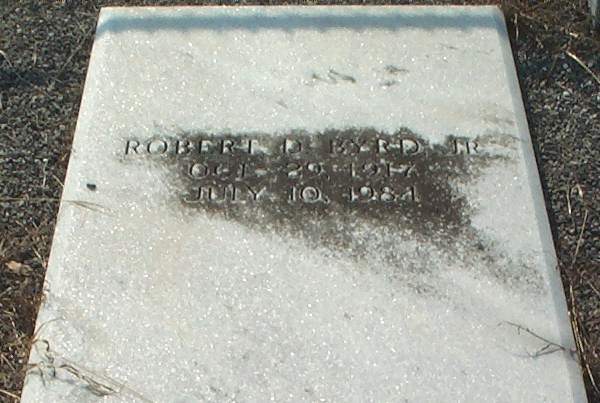 ROBERT D. BYRD, JR.
OCT. 29, 1917
JULY 10, 1984